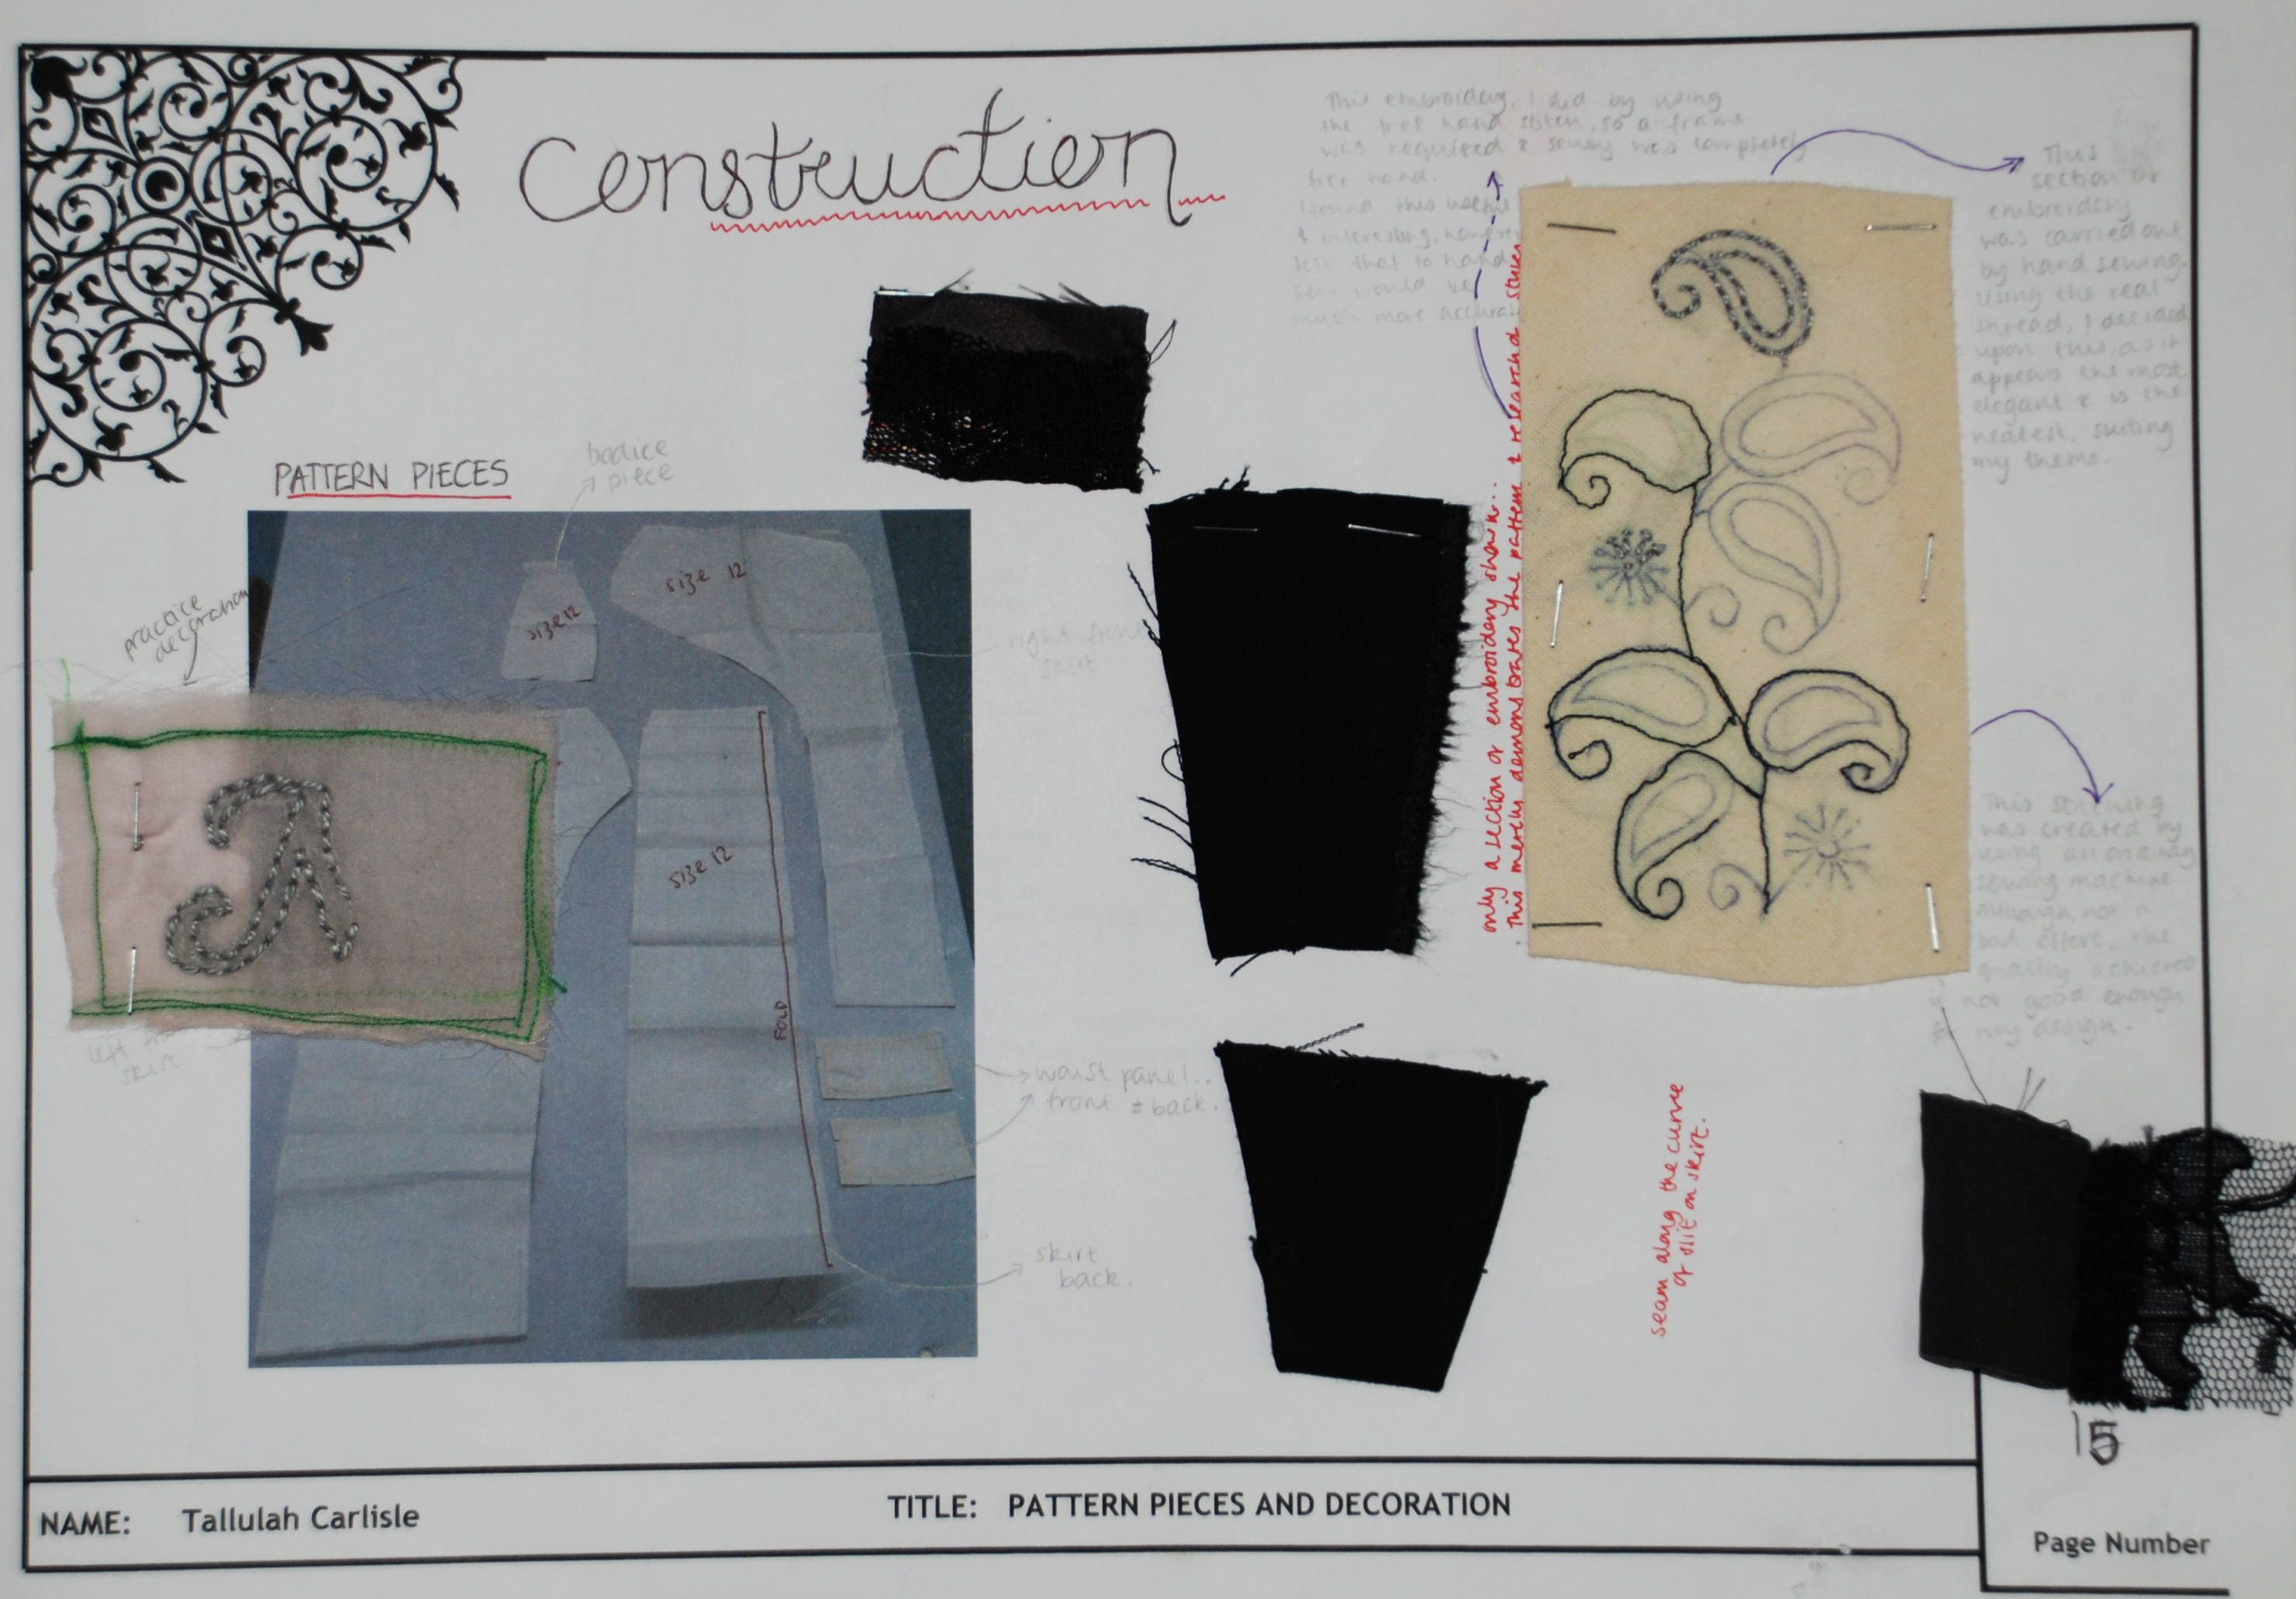 Construction
This embroidery, I did by using
the free hand stitch, so a frame
was required & sewing was completely
free hand.
I found this useful
& interesting, however
felt that to hand
sew would be
much more accurate
This
section of
embroidery
was carried out
by hand sewing.
Using the real
thread, I decided
upon this, as it
appears the most
elegant & is the
neatest, suiting
my theme.
PATTERN PIECES
bodice
piece
practice
decoration
size 12
size 12
size 12
FOLD
right front
skirt
left
skirt
waist panel..
front & back.
skirt
back.
only a section of embroidery shown...
This merely demonstrates the pattern & research stages
This stitching
was created by
using an ordinary
sewing machine
Although not a
bad effort, the
quality achieved
is not good enough
for my design.
seam along the curve
of slit on skirt.
15
NAME: Tallulah Carlisle
TITLE: PATTERN PIECES AND DECORATION
Page Number